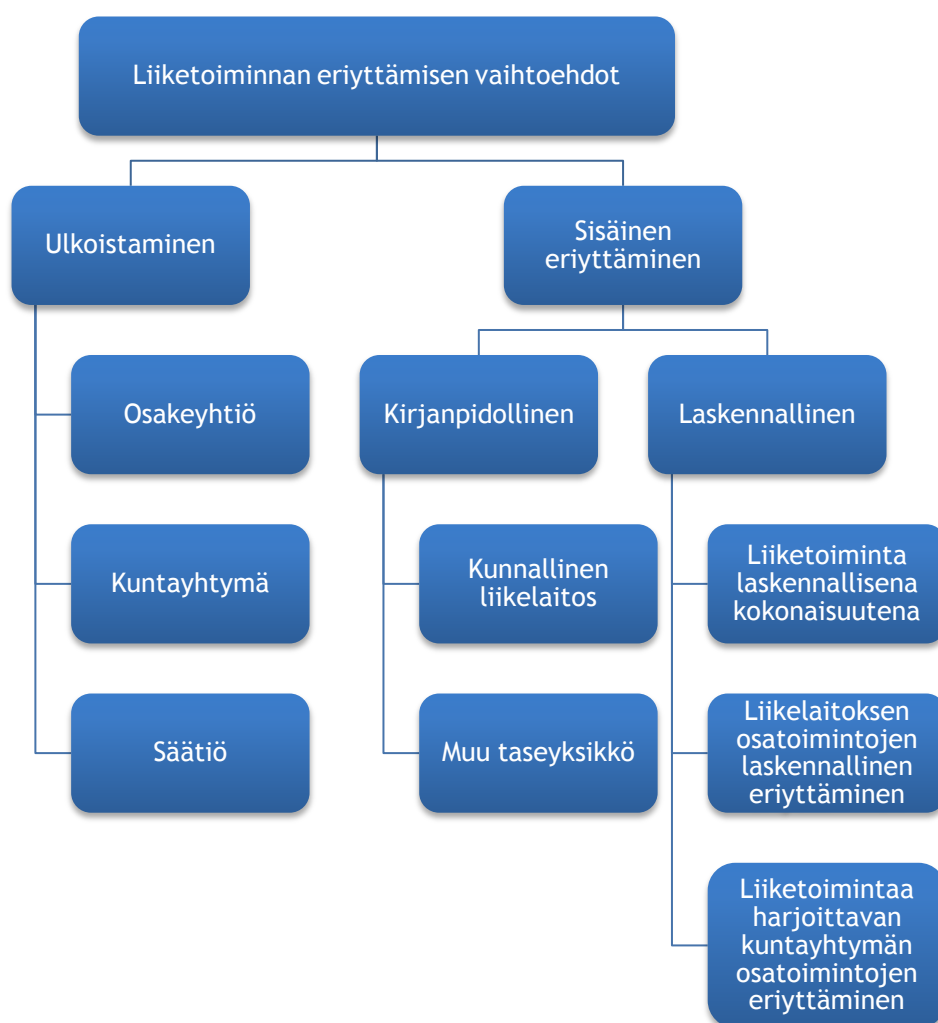 Liiketoiminnan eriyttämisen vaihtoehdot
Ulkoistaminen
Osakeyhtiö
Kuntayhtymä
Säätiö
Sisäinen
eriyttäminen
Kirjanpidollinen
Kunnallinen
liikelaitos
Muu taseyksikkö
Laskennallinen
Liiketoiminta
laskennallisena
kokonaisuutena
Liikelaitoksen
osatoimintojen
laskennallinen
eriyttäminen
Liiketoimintaa
harjoittavan
kuntayhtymän
osatoimintojen
eriyttäminen